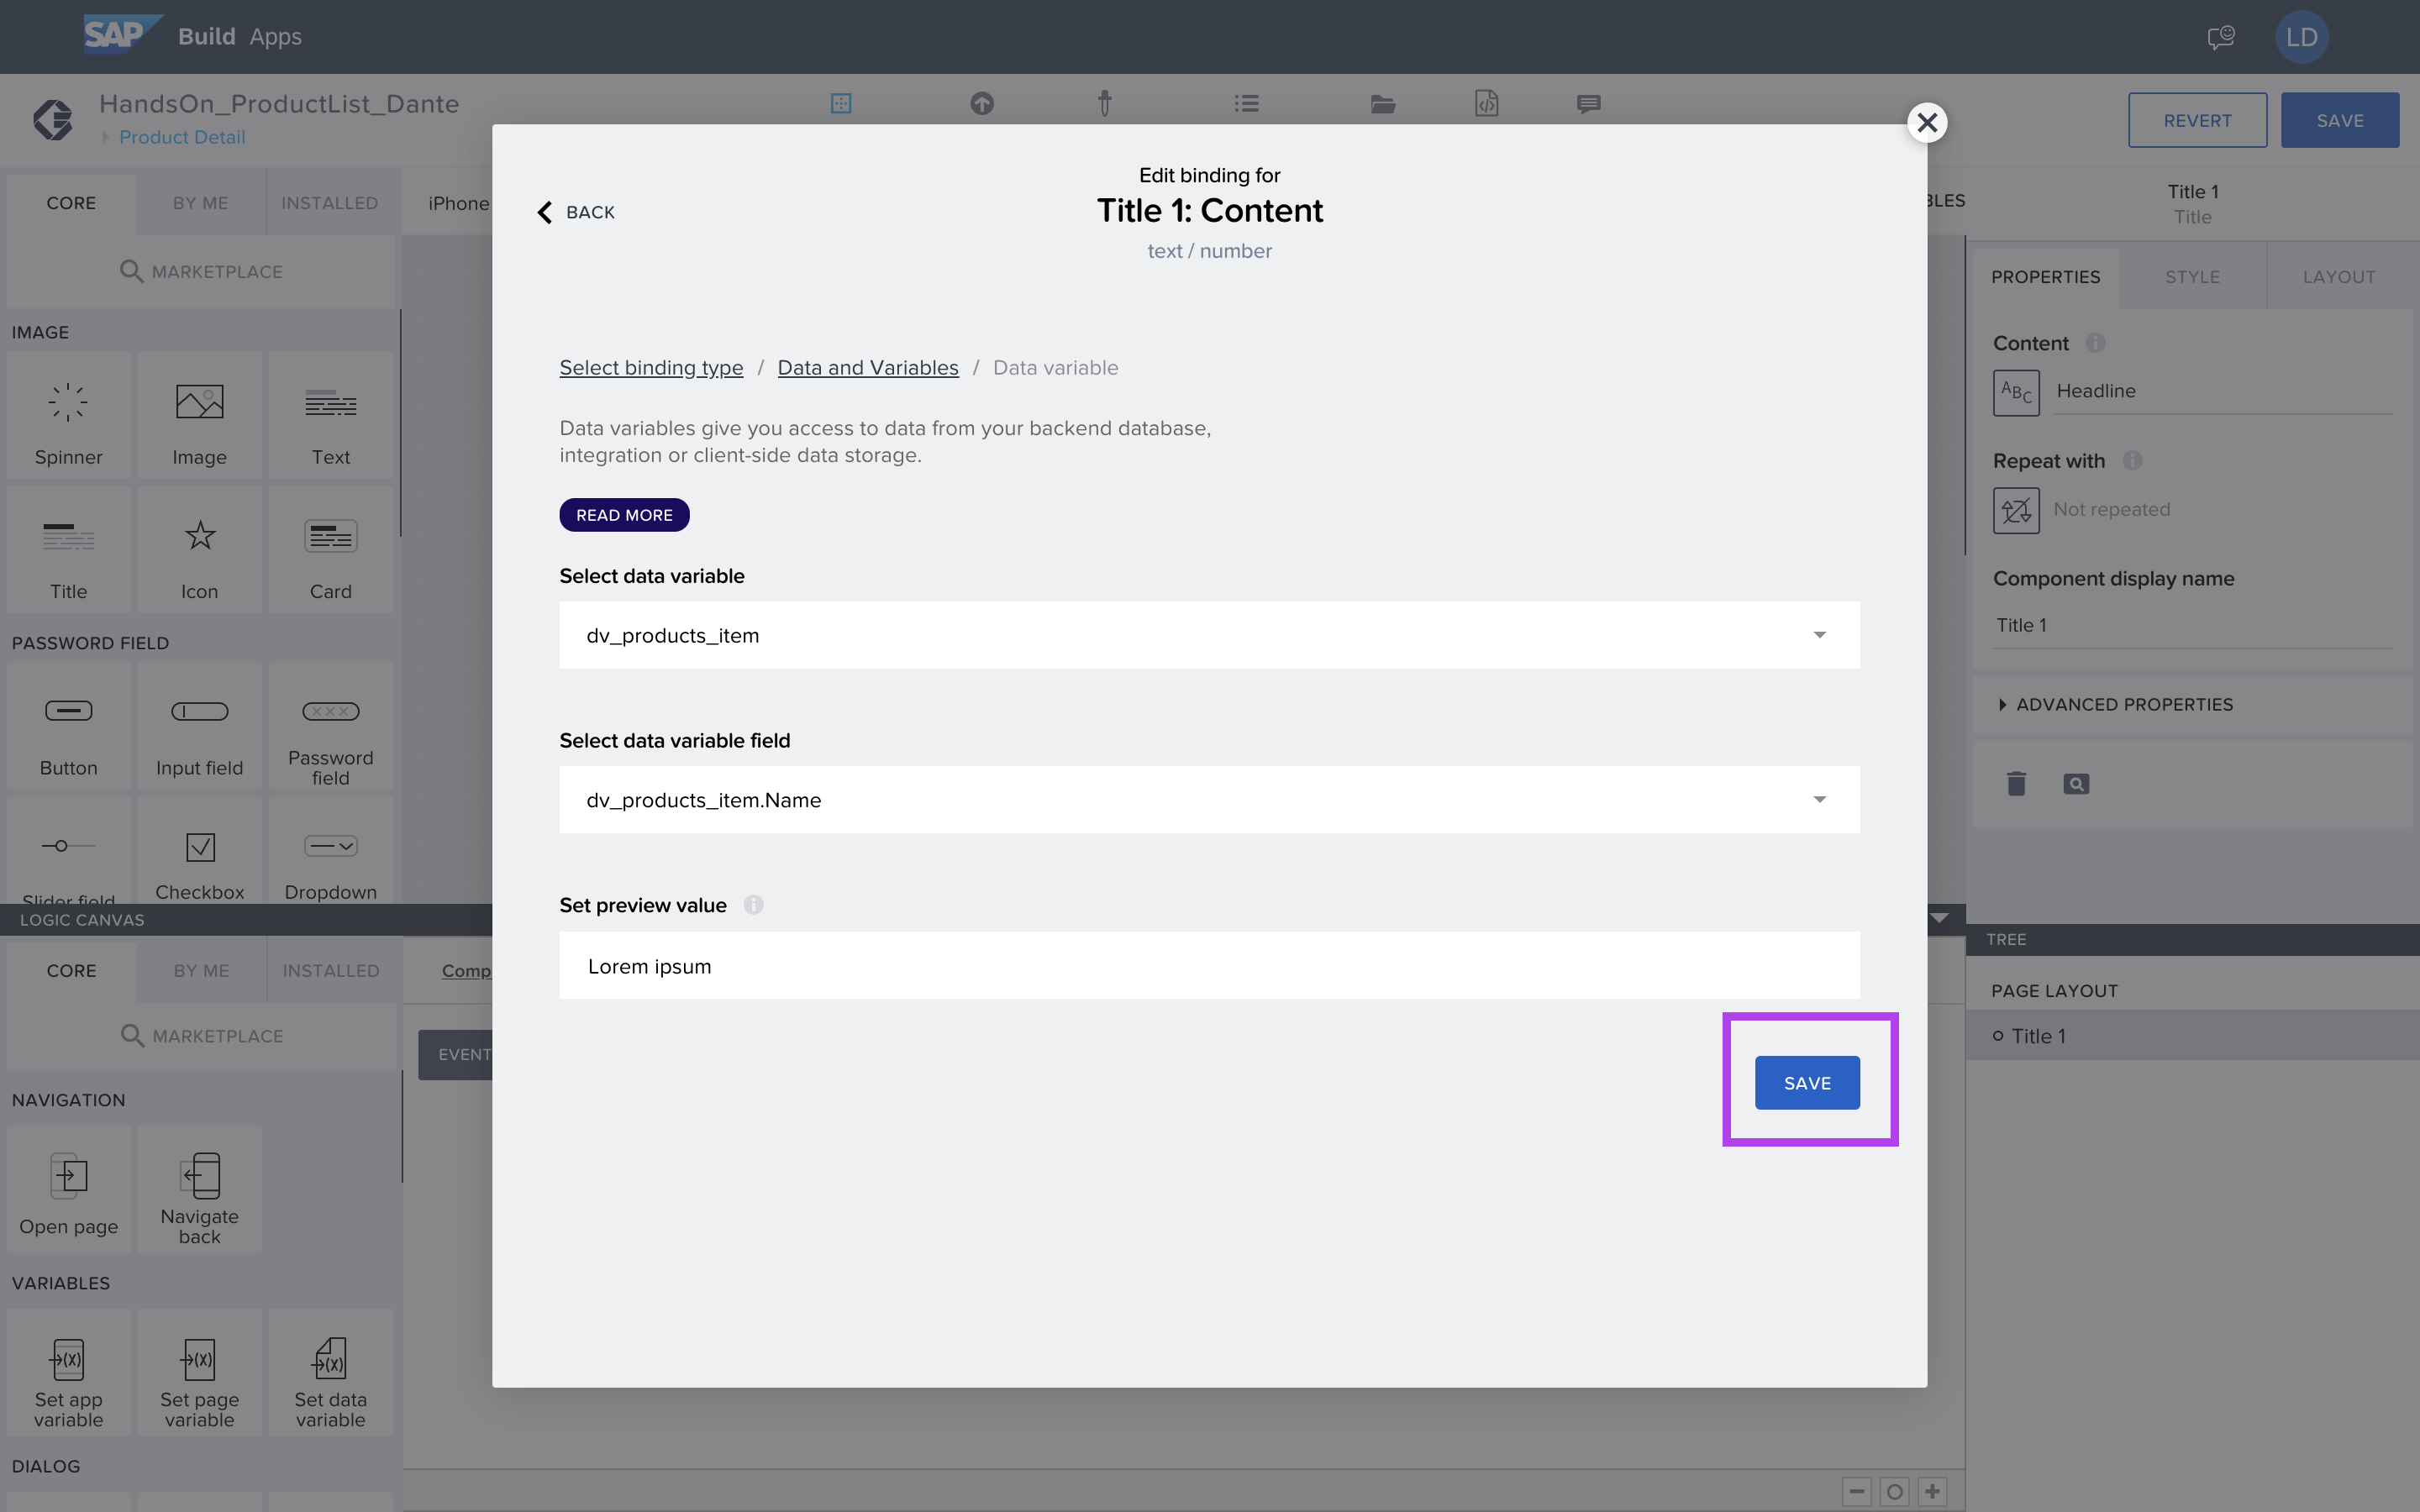 SAP Build Apps
LD
HandsOn_ProductList_Dante
Product Detail
REVERT
SAVE
CORE
BY ME
INSTALLED
iPhone
MARKETPLACE
IMAGE
Spinner
Image
Text
Title
Icon
Card
PASSWORD FIELD
Button
Input field
Password
field
Slider field
Checkbox
Dropdown
LOGIC CANVAS
CORE
BY ME
INSTALLED
MARKETPLACE
NAVIGATION
Open page
Navigate
back
VARIABLES
Set app
variable
Set page
variable
Set data
variable
DIALOG
Comp
EVENT
Edit binding for
Title 1: Content
text / number
BACK
Select binding type / Data and Variables / Data variable
Data variables give you access to data from your backend database,
integration or client-side data storage.
READ MORE
Select data variable
dv_products_item
Select data variable field
dv_products_item.Name
Set preview value
Lorem ipsum
SAVE
BLES
Title 1
Title
PROPERTIES
STYLE
LAYOUT
Content
ABC
Headline
Repeat with
Not repeated
Component display name
Title 1
ADVANCED PROPERTIES
TREE
PAGE LAYOUT
Title 1